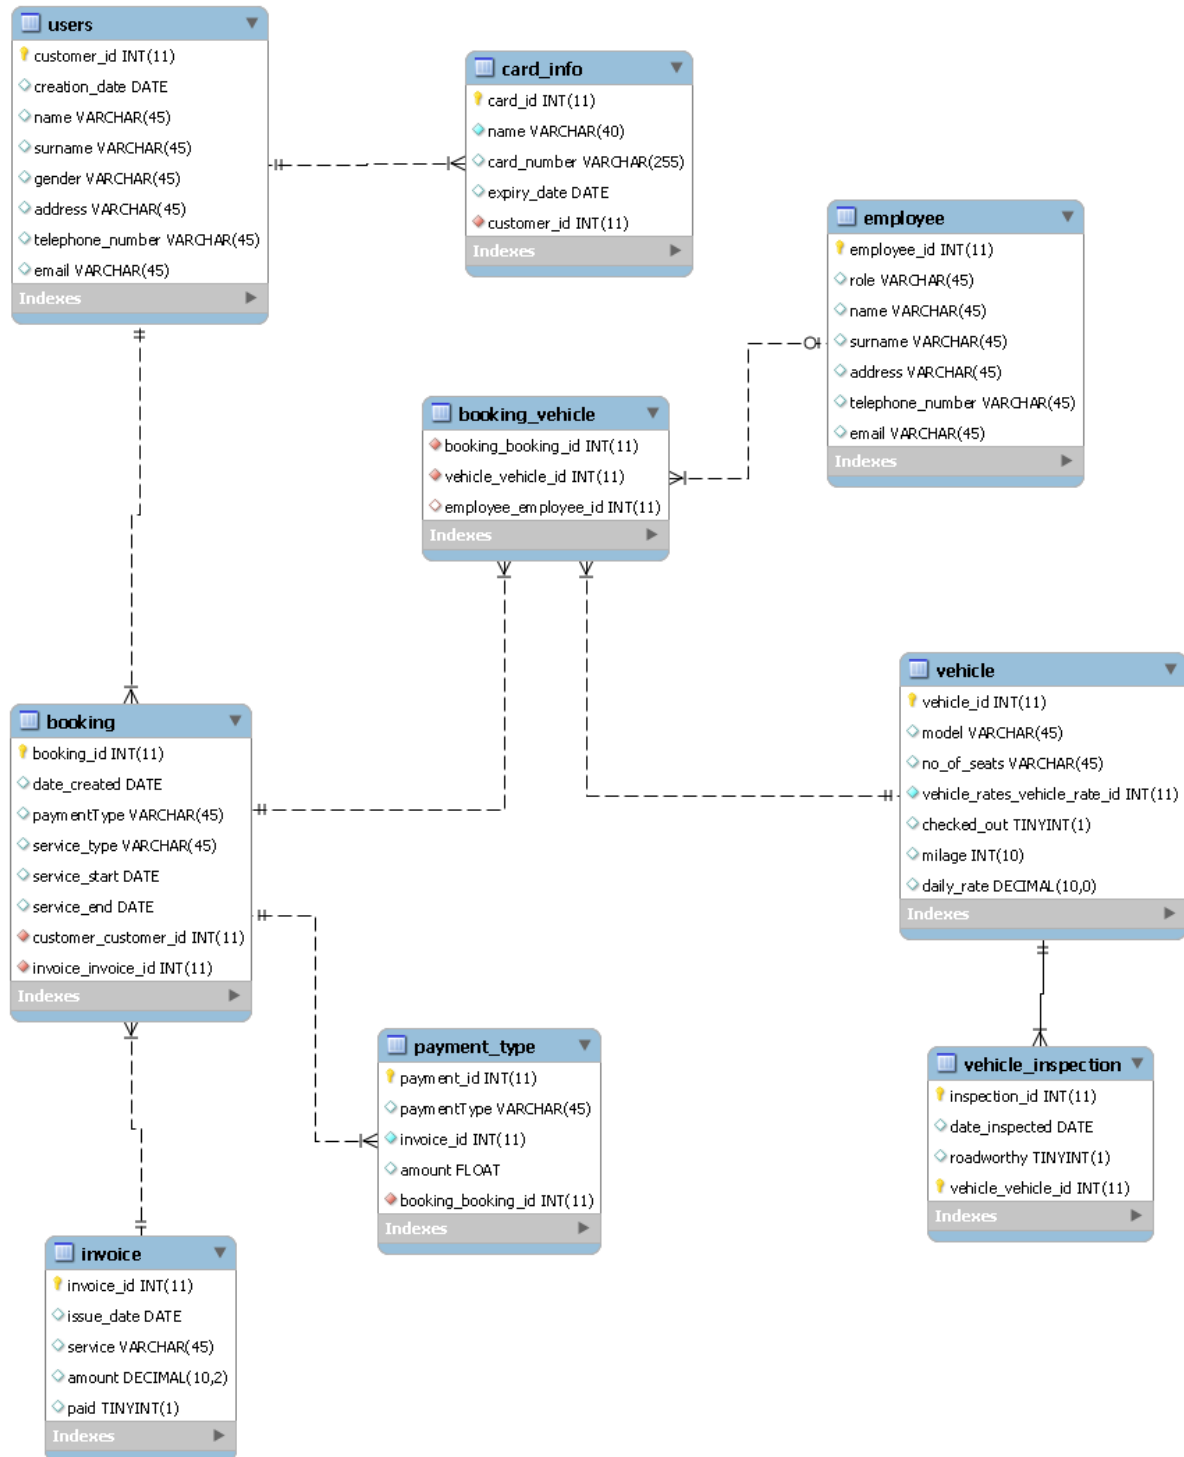 users
customer_id INT(11)
creation_date DATE
name VARCHAR(45)
surname VARCHAR(45)
gender VARCHAR(45)
address VARCHAR(45)
telephone_number VARCHAR(45)
email VARCHAR(45)
Indexes
card_info
card_id INT(11)
name VARCHAR(40)
card_number VARCHAR(255)
expiry_date DATE
customer_id INT(11)
Indexes
employee
employee_id INT(11)
role VARCHAR(45)
name VARCHAR(45)
surname VARCHAR(45)
address VARCHAR(45)
telephone_number VARCHAR(45)
email VARCHAR(45)
Indexes
booking_vehicle
booking_booking_id INT(11)
vehicle_vehicle_id INT(11)
employee_employee_id INT(11)
Indexes
vehicle
vehicle_id INT(11)
model VARCHAR(45)
no_of_seats VARCHAR(45)
vehicle_rates_vehicle_rate_id INT(11)
checked_out TINYINT(1)
milage INT(10)
daily_rate DECIMAL(10,0)
Indexes
booking
booking_id INT(11)
date_created DATE
paymentType VARCHAR(45)
service_type VARCHAR(45)
service_start DATE
service_end DATE
customer_customer_id INT(11)
invoice_invoice_id INT(11)
Indexes
payment_type
payment_id INT(11)
paymentType VARCHAR(45)
invoice_id INT(11)
amount FLOAT
booking_booking_id INT(11)
Indexes
vehicle_inspection
inspection_id INT(11)
date_inspected DATE
roadworthy TINYINT(1)
vehicle_vehicle_id INT(11)
Indexes
invoice
invoice_id INT(11)
issue_date DATE
service VARCHAR(45)
amount DECIMAL(10,2)
paid TINYINT(1)
Indexes